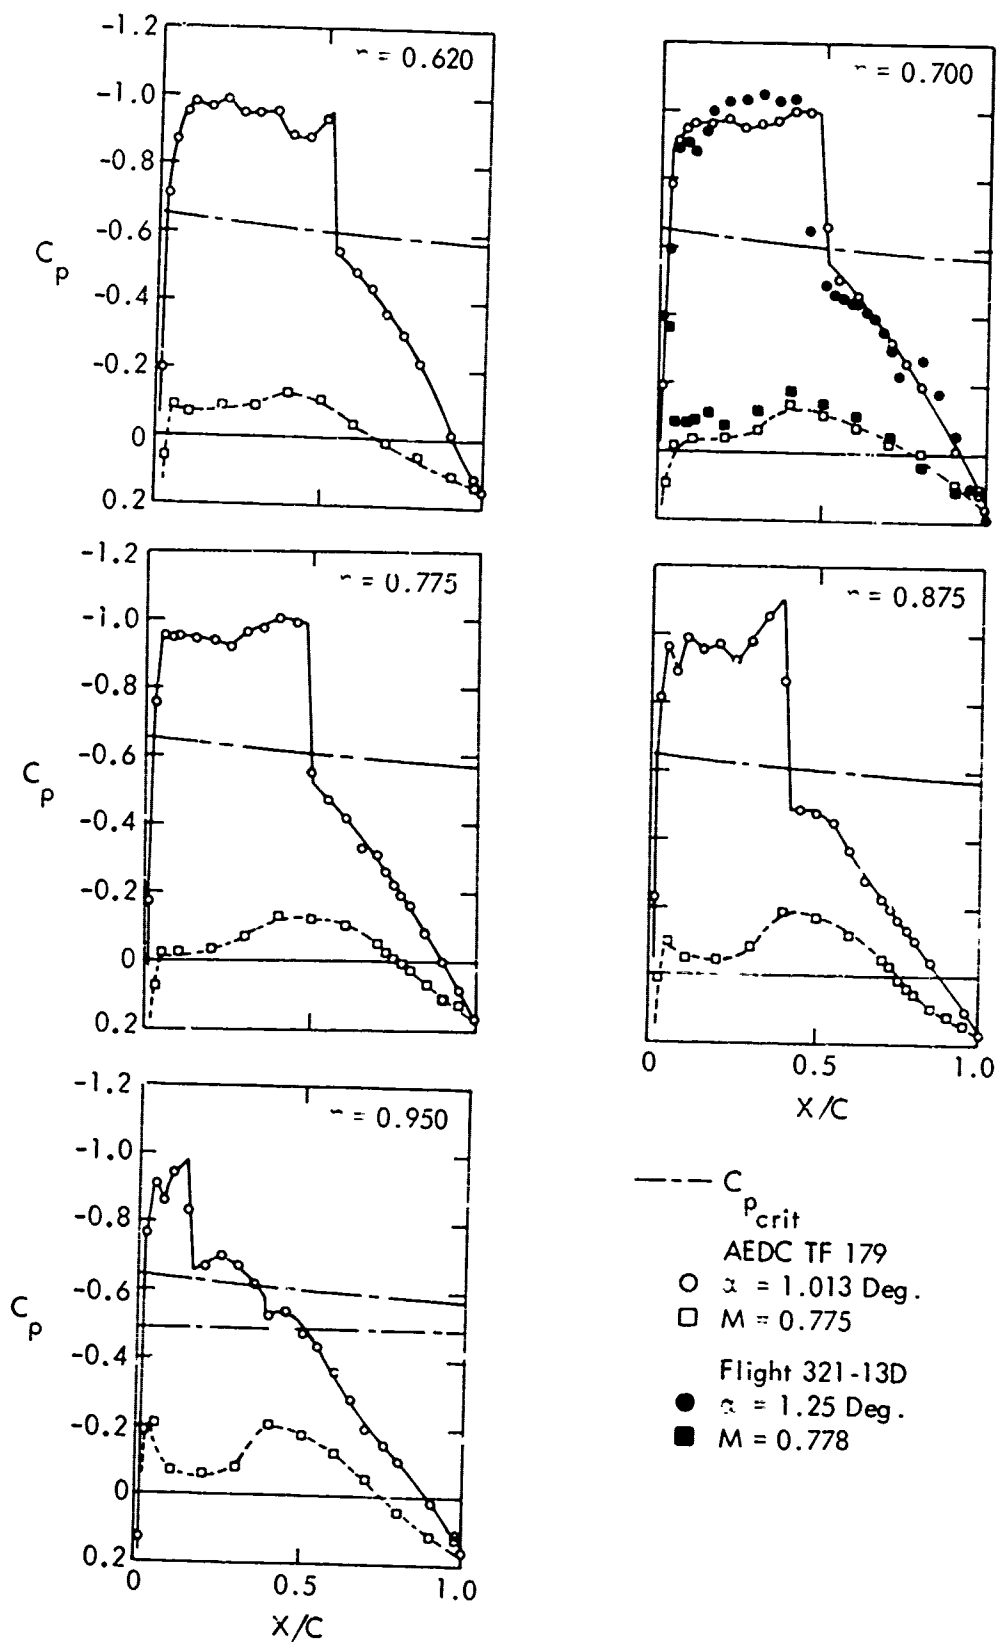 -1.2
-1.0
-0.8
-0.6
-0.4
-0.2
0
0.2
C p
~ = 0.620
~ = 0.700
-1.2
-1.0
-0.8
-0.6
-0.4
-0.2
0
0.2
C p
~ = 0.775
~ = 0.875
0 0.5 1.0
X/C
-1.2
-1.0
-0.8
-0.6
-0.4
-0.2
0
0.2
C p
~ = 0.950
0 0.5 1.0
X/C
C p crit
AEDC TF 179
α = 1.013 Deg.
M = 0.775
Flight 321-13D
α = 1.25 Deg.
M = 0.778